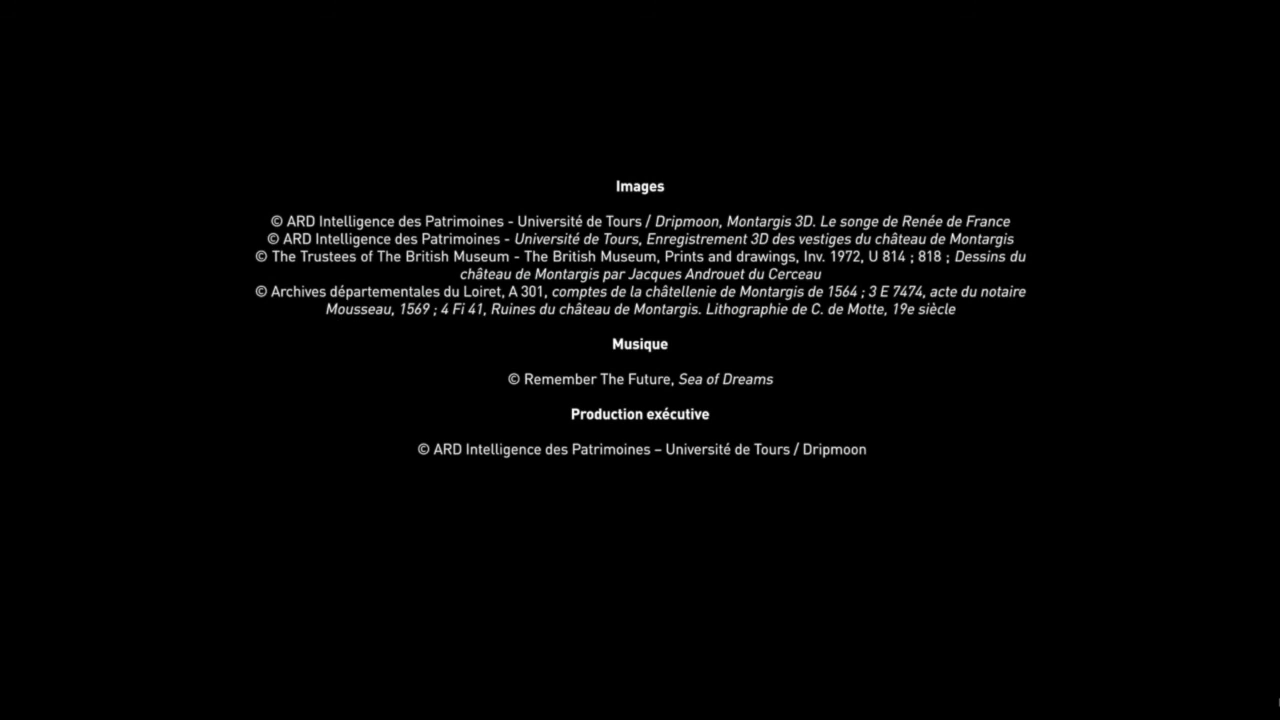 Images
© ARD Intelligence des Patrimoines - Université de Tours / Dripmoon, Montargis 3D. Le songe de Renée de France
© ARD Intelligence des Patrimoines - Université de Tours, Enregistrement 3D des vestiges du château de Montargis
© The Trustees of The British Museum - The British Museum, Prints and drawings, Inv. 1972, U 814 ; 818 ; Dessins du
château de Montargis par Jacques Androuet du Cerceau
© Archives départementales du Loiret, A 301, comptes de la châtellenie de Montargis de 1564 ; 3 E 7474, acte du notaire
Mousseau, 1569 ; 4 Fi 41, Ruines du château de Montargis. Lithographie de C. de Motte, 19e siècle
Musique
© Remember The Future, Sea of Dreams
Production exécutive
© ARD Intelligence des Patrimoines – Université de Tours / Dripmoon